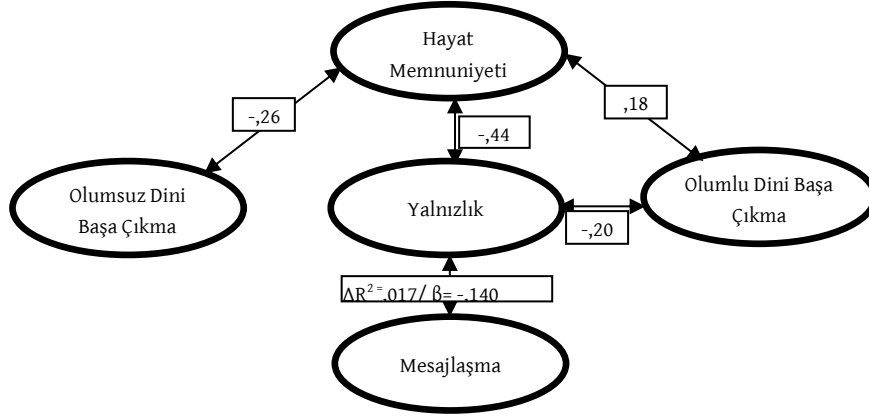 Hayat
Memnuniyeti
-,26
,18
-,44
Olumsuz Dini
Başa Çıkma
Yalnızlık
Olumlu Dini Başa
Çıkma
-,20
ΔR² = ,017/ β= -,140
Mesajlaşma